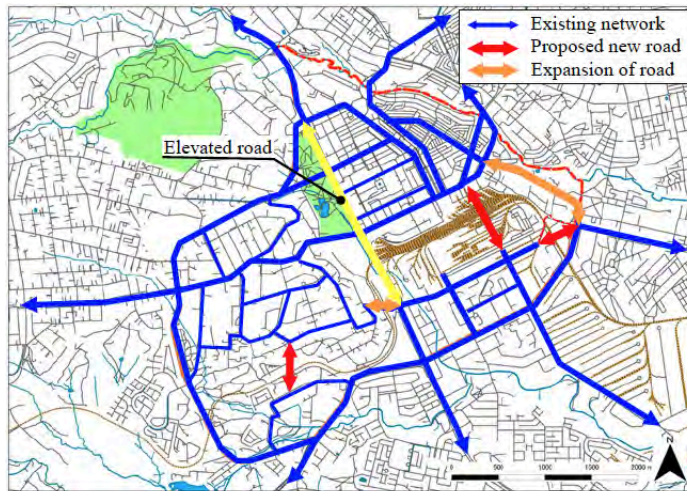 Existing network
Proposed new road
Expansion of road
Elevated road
N
0 500 1000 1500 2000 m